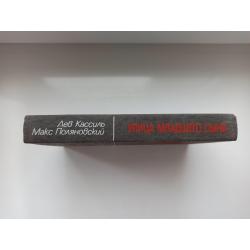 Лев Кассиль
Макс Поляновский
УЛИЦА МЛАДШЕГО СЫНА